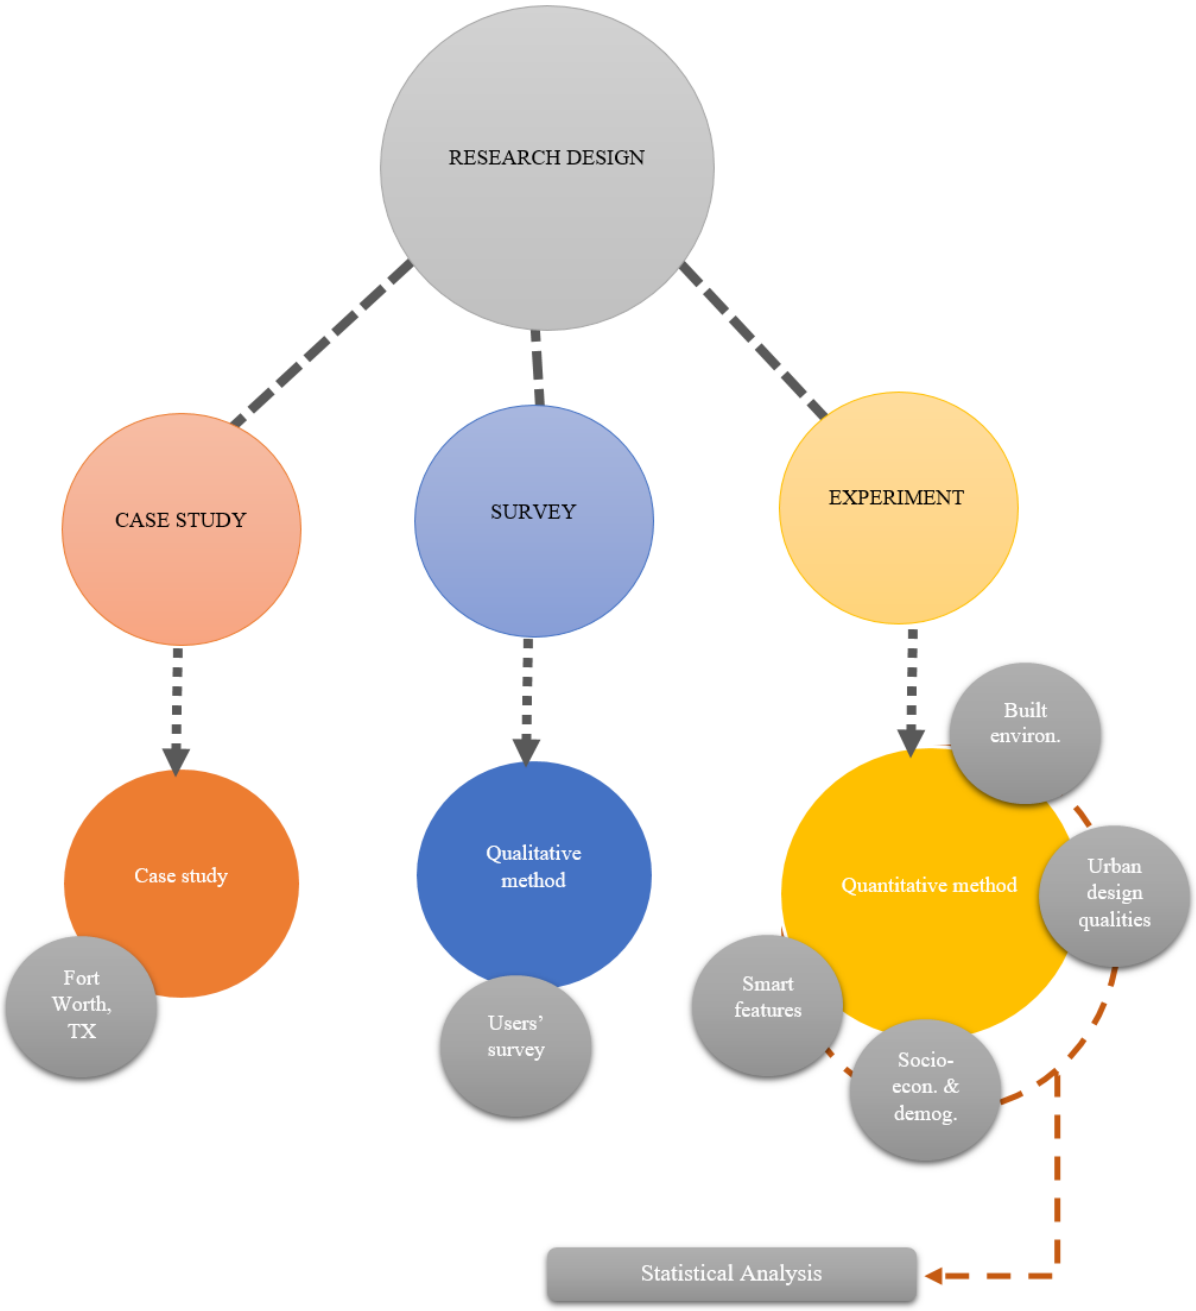 RESEARCH DESIGN
CASE STUDY
SURVEY
EXPERIMENT
Case study
Fort
Worth,
TX
Qualitative
method
Users’
survey
Quantitative method
Built
environ.
Urban
design
qualities
Smart
features
Socio-
econ. &
demog.
Statistical Analysis